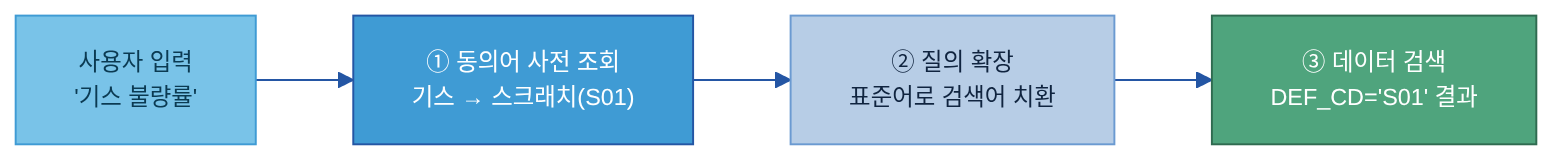 사용자 입력
'기스 불량률'
① 동의어 사전 조회
기스 → 스크래치(S01)
② 질의 확장
표준어로 검색어 치환
③ 데이터 검색
DEF_CD='S01' 결과